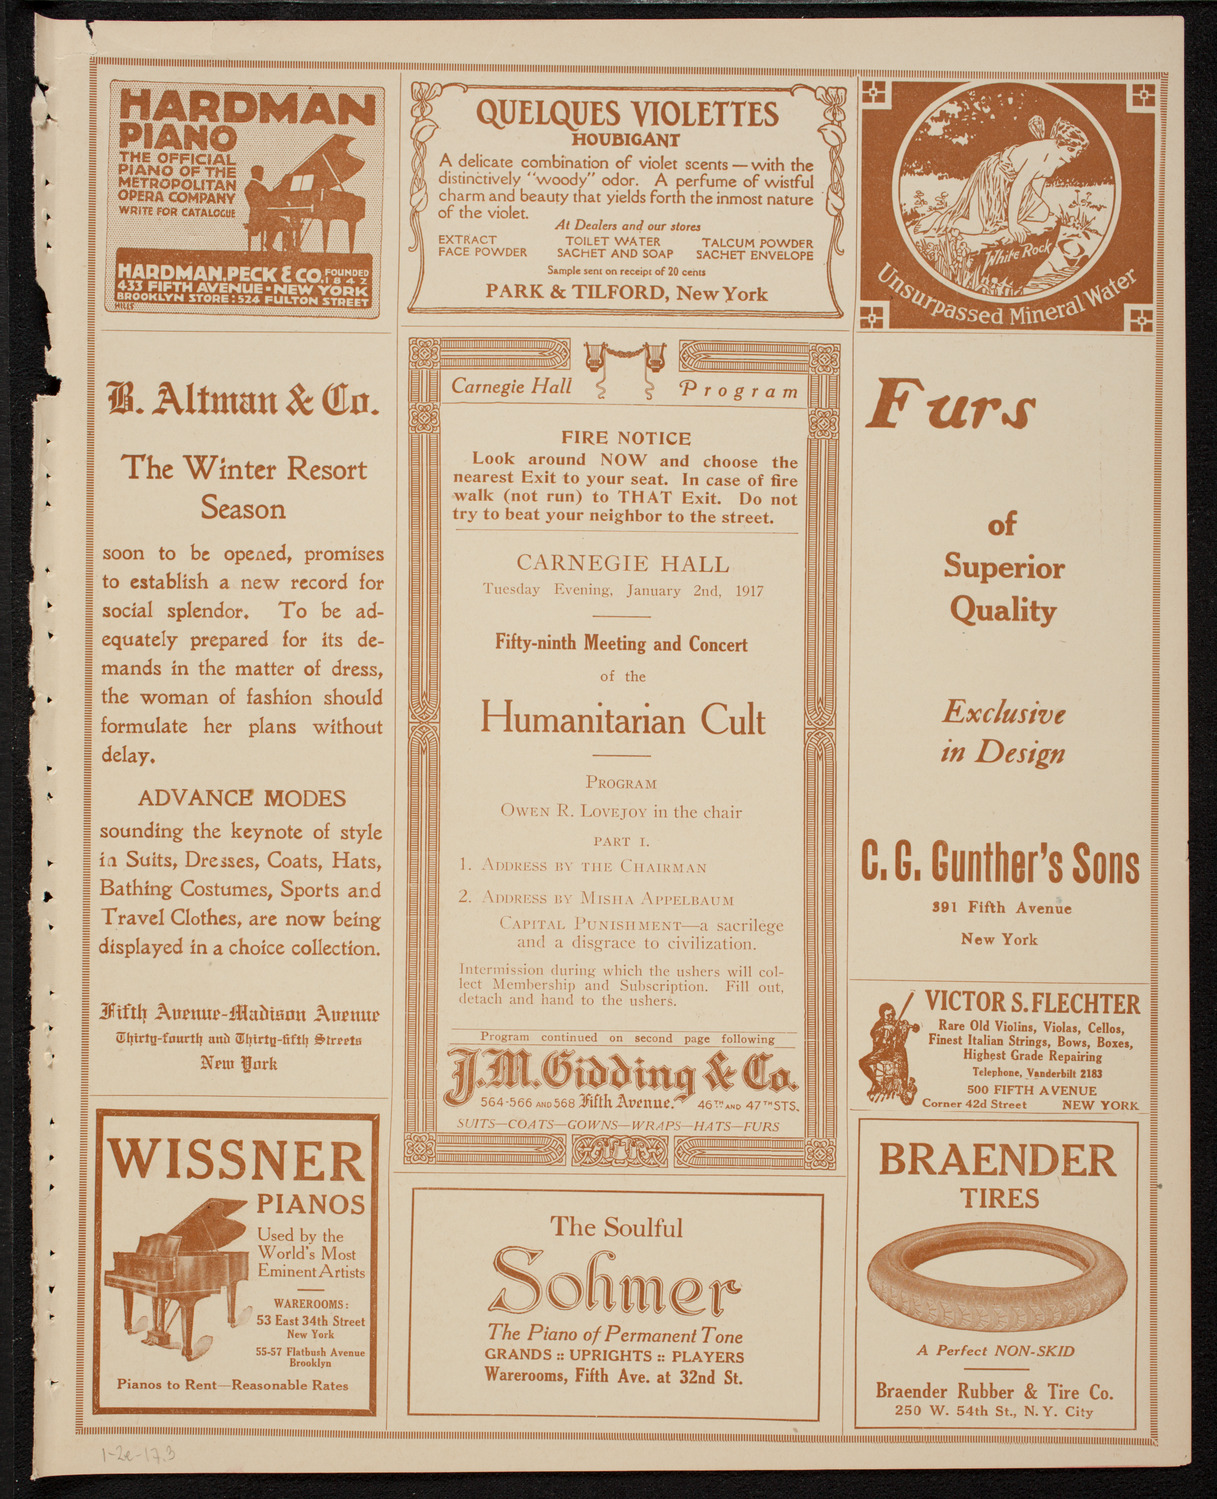 HARDMAN
PIANO
THE OFFICIAL
PIANO OF THE
METROPOLITAN
OPERA COMPANY
WRITE FOR CATALOGUE
HARDMAN, PECK & CO. FOUNDED 1842
433 FIFTH AVENUE • NEW YORK
BROOKLYN STORE: 524 FULTON STREET
HILLS
QUELQUES VIOLETTES
HOUBIGANT
A delicate combination of violet scents — with the
distinctively "woody" odor. A perfume of wistful
charm and beauty that yields forth the inmost nature
of the violet.
At Dealers and our stores
EXTRACT TOILET WATER TALCUM POWDER
FACE POWDER SACHET AND SOAP SACHET ENVELOPE
Sample sent on receipt of 20 cents
PARK & TILFORD, New York
White Rock
Unsurpassed Mineral Water
B. Altman & Co.
The Winter Resort
Season
soon to be opened, promises
to establish a new record for
social splendor. To be ad-
equately prepared for its de-
mands in the matter of dress,
the woman of fashion should
formulate her plans without
delay.
ADVANCE MODES
sounding the keynote of style
in Suits, Dresses, Coats, Hats,
Bathing Costumes, Sports and
Travel Clothes, are now being
displayed in a choice collection.
Fifth Avenue-Madison Avenue
Thirty-fourth and Thirty-fifth Streets
New York
WISSNER
PIANOS
Used by the
World's Most
Eminent Artists
WAREROOMS:
53 East 34th Street
New York
55-57 Flatbush Avenue
Brooklyn
Pianos to Rent—Reasonable Rates
Carnegie Hall Program
FIRE NOTICE
Look around NOW and choose the
nearest Exit to your seat. In case of fire
walk (not run) to THAT Exit. Do not
try to beat your neighbor to the street.
CARNEGIE HALL
Tuesday Evening, January 2nd, 1917
Fifty-ninth Meeting and Concert
of the
Humanitarian Cult
PROGRAM
OWEN R. LOVEJOY in the chair
PART I.
1. ADDRESS BY THE CHAIRMAN
2. ADDRESS BY MISHA APPELBAUM
CAPITAL PUNISHMENT—a sacrilege
and a disgrace to civilization.
Intermission during which the ushers will col-
lect Membership and Subscription. Fill out,
detach and hand to the ushers.
Program continued on second page following
J.M. Gidding & Co.
564-566 AND 568 Fifth Avenue. 46TH AND 47TH STS.
SUITS—COATS—GOWNS—WRAPS—HATS—FURS
The Soulful
Sohmer
The Piano of Permanent Tone
GRANDS :: UPRIGHTS :: PLAYERS
Warerooms, Fifth Ave. at 32nd St.
Furs
of
Superior
Quality
Exclusive
in Design
C. G. Gunther's Sons
391 Fifth Avenue
New York
VICTOR S. FLECHTER
Rare Old Violins, Violas, Cellos,
Finest Italian Strings, Bows, Boxes,
Highest Grade Repairing
Telephone, Vanderbilt 2183
500 FIFTH AVENUE
Corner 42d Street NEW YORK
BRAENDER
TIRES
A Perfect NON-SKID
Braender Rubber & Tire Co.
250 W. 54th St., N. Y. City
1-2e-17.3